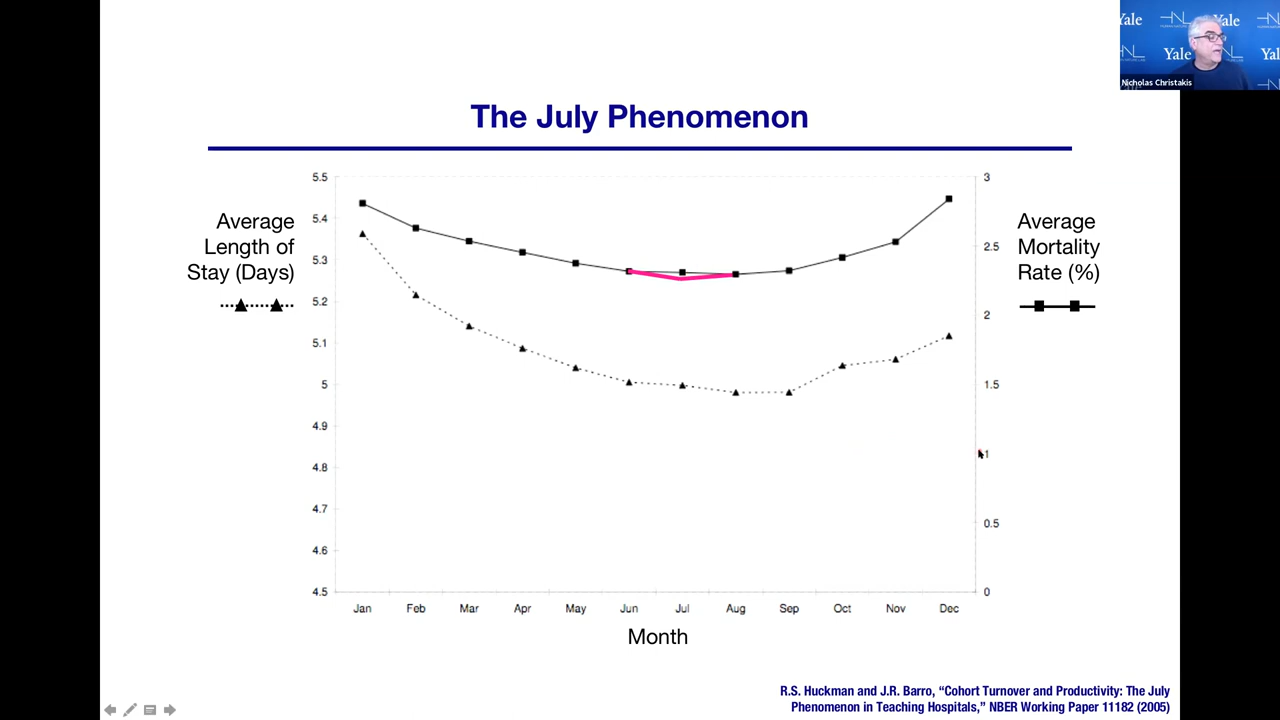 Yale
Yale
Yale
Yal
Nicholas Christakis
The July Phenomenon
Average
Length of
Stay (Days)
5.5
5.4
5.3
5.2
5.1
5
4.9
4.8
4.7
4.6
4.5
3
2.5
2
1.5
1
0.5
0
Average
Mortality
Rate (%)
Jan Feb Mar Apr May Jun Jul Aug Sep Oct Nov Dec
Month
R.S. Huckman and J.R. Barro, “Cohort Turnover and Productivity: The July
Phenomenon in Teaching Hospitals,” NBER Working Paper 11182 (2005)